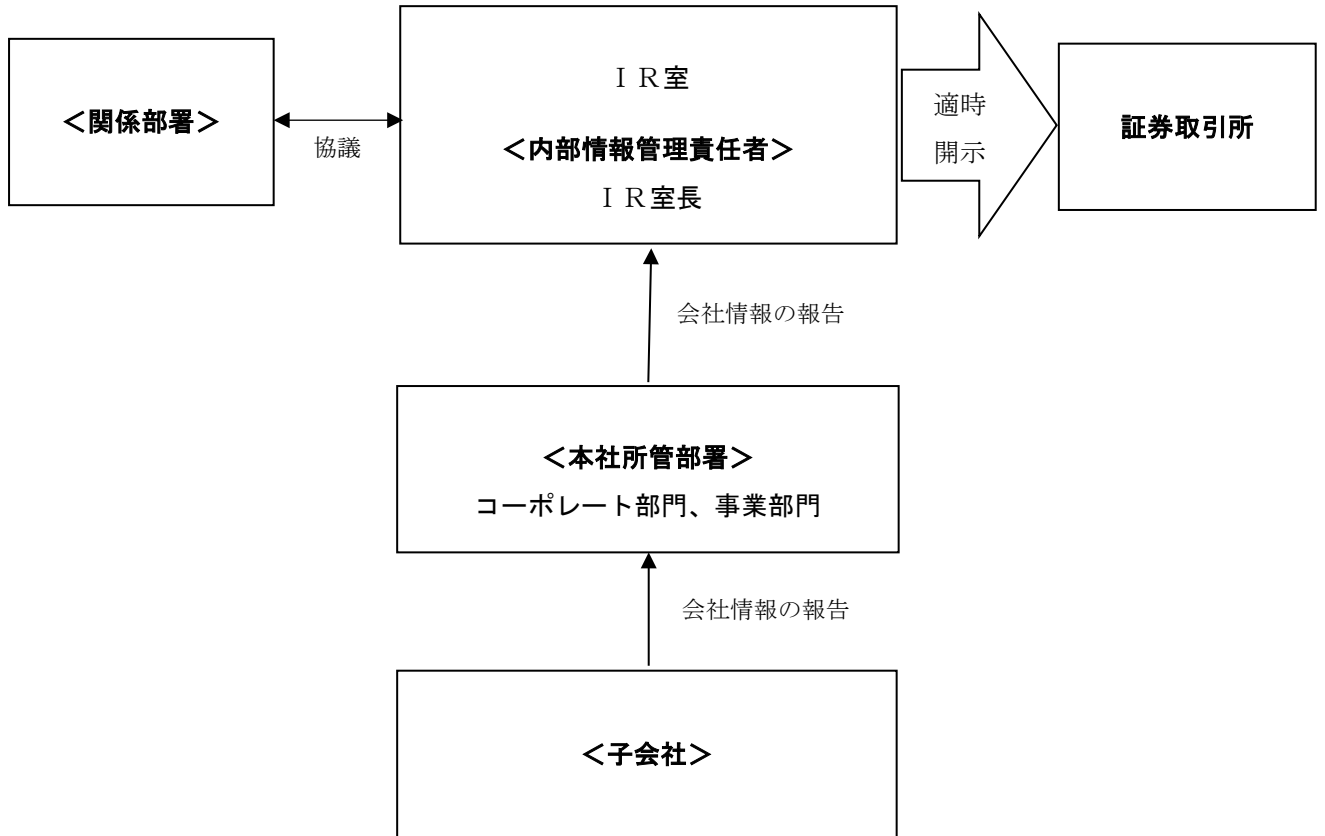 ＜関係部署＞
協議
ＩＲ室
＜内部情報管理責任者＞
ＩＲ室長
適時
開示
証券取引所
会社情報の報告
＜本社所管部署＞
コーポレート部門、事業部門
会社情報の報告
＜子会社＞